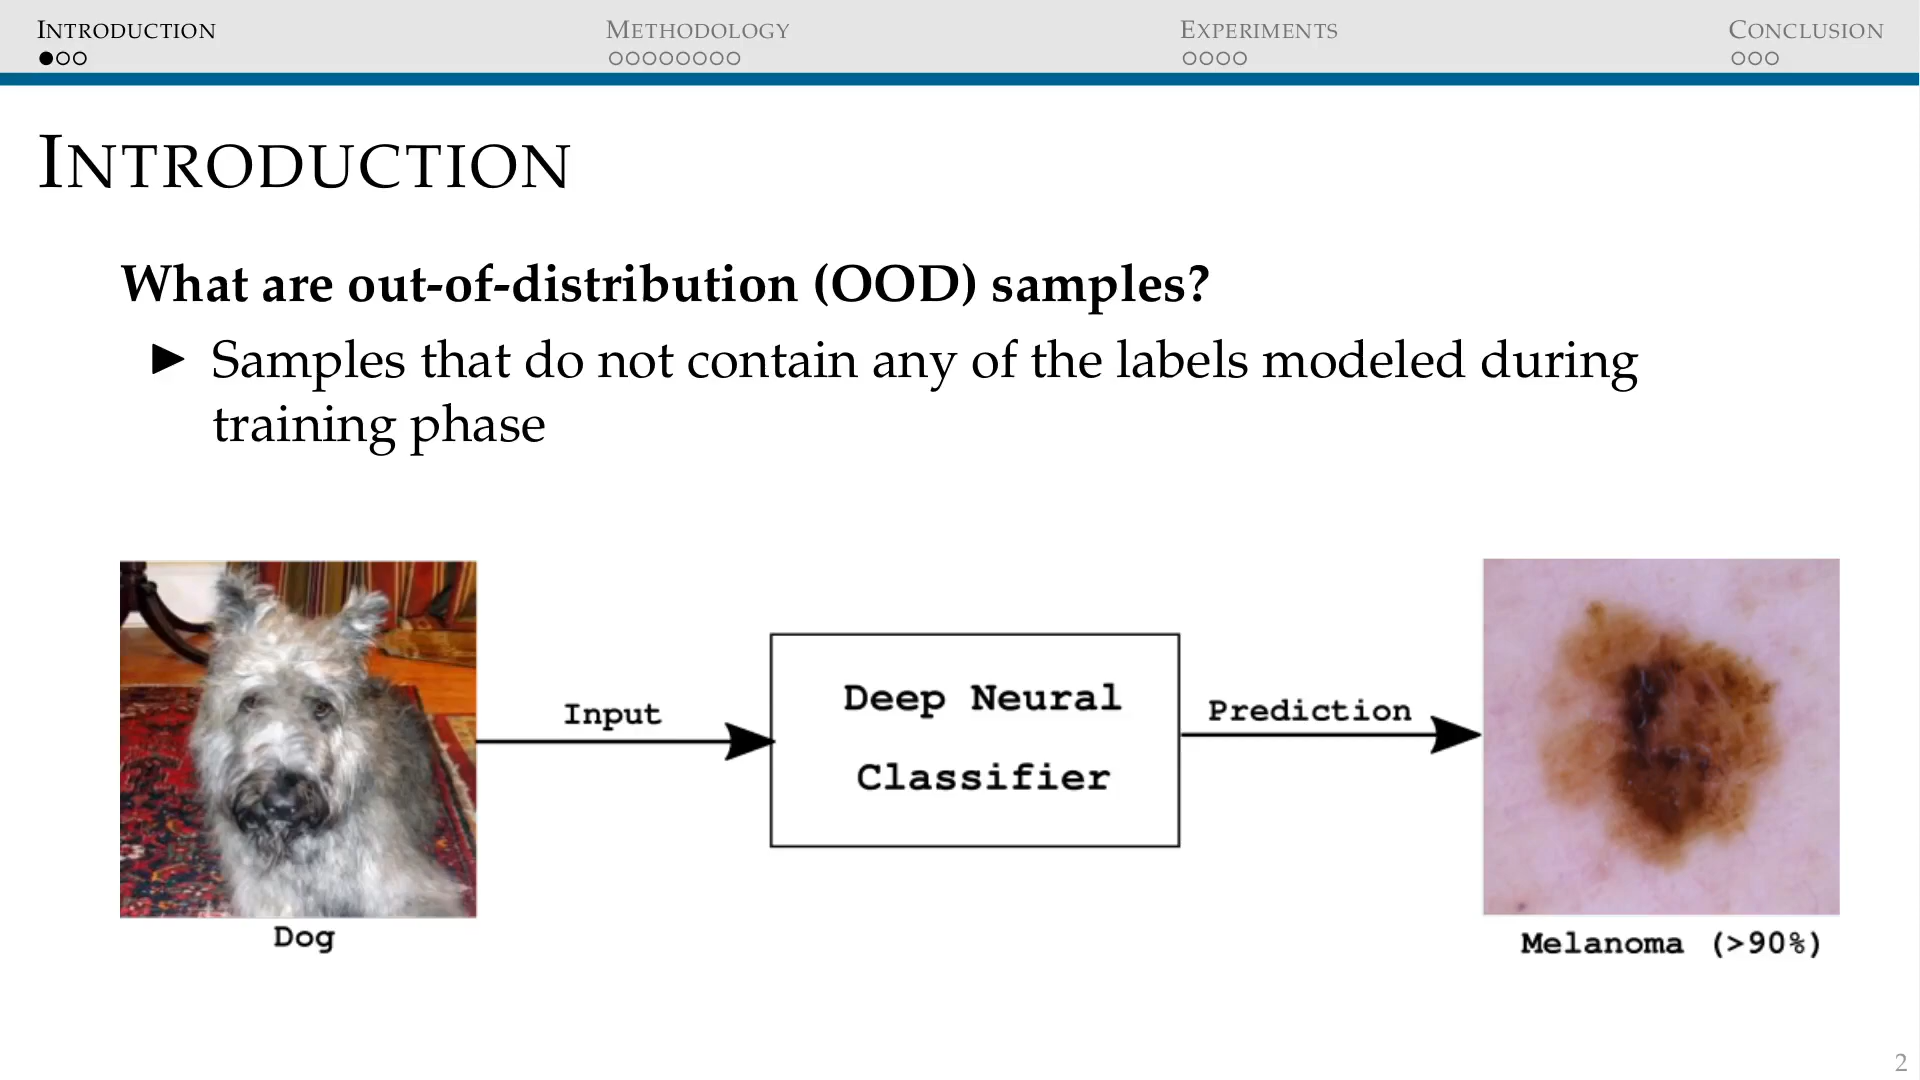 INTRODUCTION
METHODOLOGY
EXPERIMENTS
CONCLUSION
INTRODUCTION
What are out-of-distribution (OOD) samples?
Samples that do not contain any of the labels modeled during
training phase
Input
Deep Neural
Classifier
Prediction
Dog
Melanoma (>90%)
2